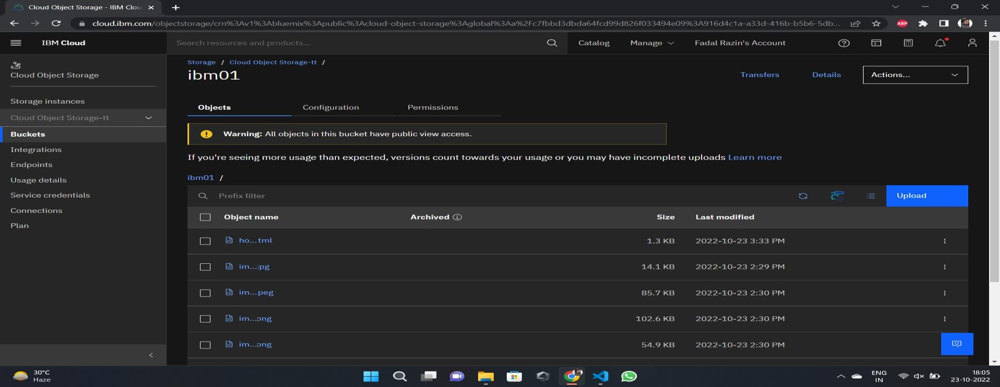 Cloud Object Storage - IBM Clou
cloud.ibm.com/objectstorage/crn%3Av1%3Abluemix%3Apublic%3Acloud-object-storage%3Aglobal%3Aa%2Fc7fbbd3dbda64fcd99d826f033494e09%3A916d4c1a-a33d-416b-b5b6-5db...
ABP
IBM Cloud
Search resources and products...
Catalog
Manage
Fadal Razin's Account
Cloud Object Storage
Storage instances
Cloud Object Storage-tt
Buckets
Integrations
Endpoints
Usage details
Service credentials
Connections
Plan
Storage / Cloud Object Storage-tt /
ibm01
Transfers
Details
Actions...
Objects
Configuration
Permissions
Warning: All objects in this bucket have public view access.
If you're seeing more usage than expected, versions count towards your usage or you may have incomplete uploads Learn more
ibm01 /
Prefix filter
Upload
Object name Archived Size Last modified
ho...tml 1.3 KB 2022-10-23 3:33 PM
im...jpg 14.1 KB 2022-10-23 2:29 PM
im...peg 85.7 KB 2022-10-23 2:30 PM
im...png 102.6 KB 2022-10-23 2:30 PM
im...png 54.9 KB 2022-10-23 2:30 PM
30°C
Haze
ENG
IN
18:05
23-10-2022